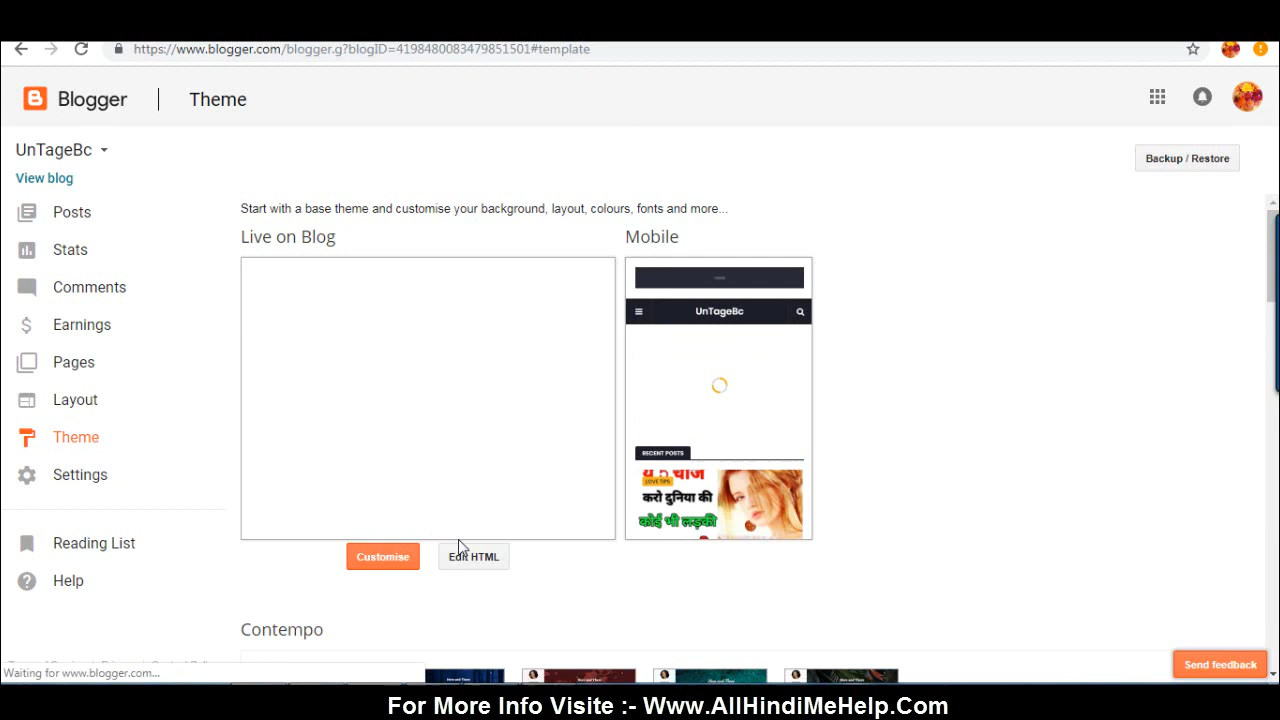 https://www.blogger.com/blogger.g?blogID=4198480083479851501#template
Blogger
Theme
UnTageBc
View blog
Backup / Restore
Posts
Stats
Comments
Earnings
Pages
Layout
Theme
Settings
Reading List
Help
Start with a base theme and customise your background, layout, colours, fonts and more...
Live on Blog
Mobile
UnTageBc
RECENT POSTS
LOVE TIPS
ये 5 चीजे
करो दुनिया की
कोई भी लड़की
Customise
Edit HTML
Contempo
Send feedback
Waiting for www.blogger.com...
For More Info Visite :- Www.AllHindiMeHelp.Com